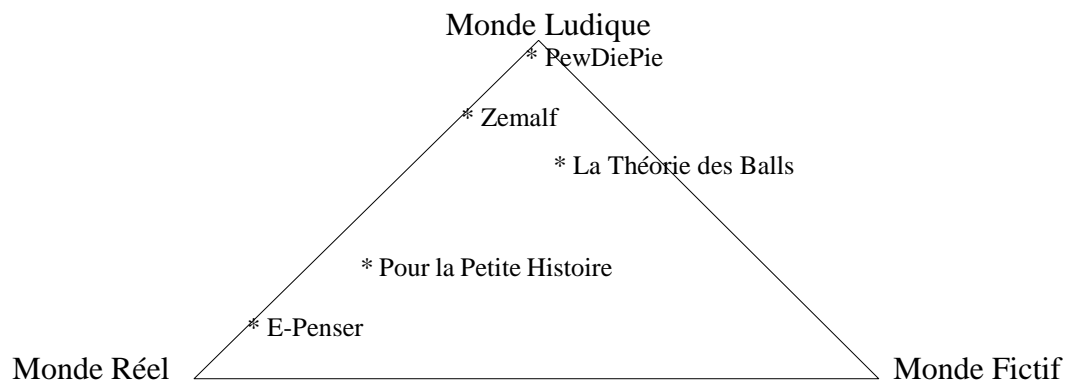 Monde Ludique
* PewDiePie
* Zemalf
* La Théorie des Balls
* Pour la Petite Histoire
* E-Penser
Monde Réel
Monde Fictif